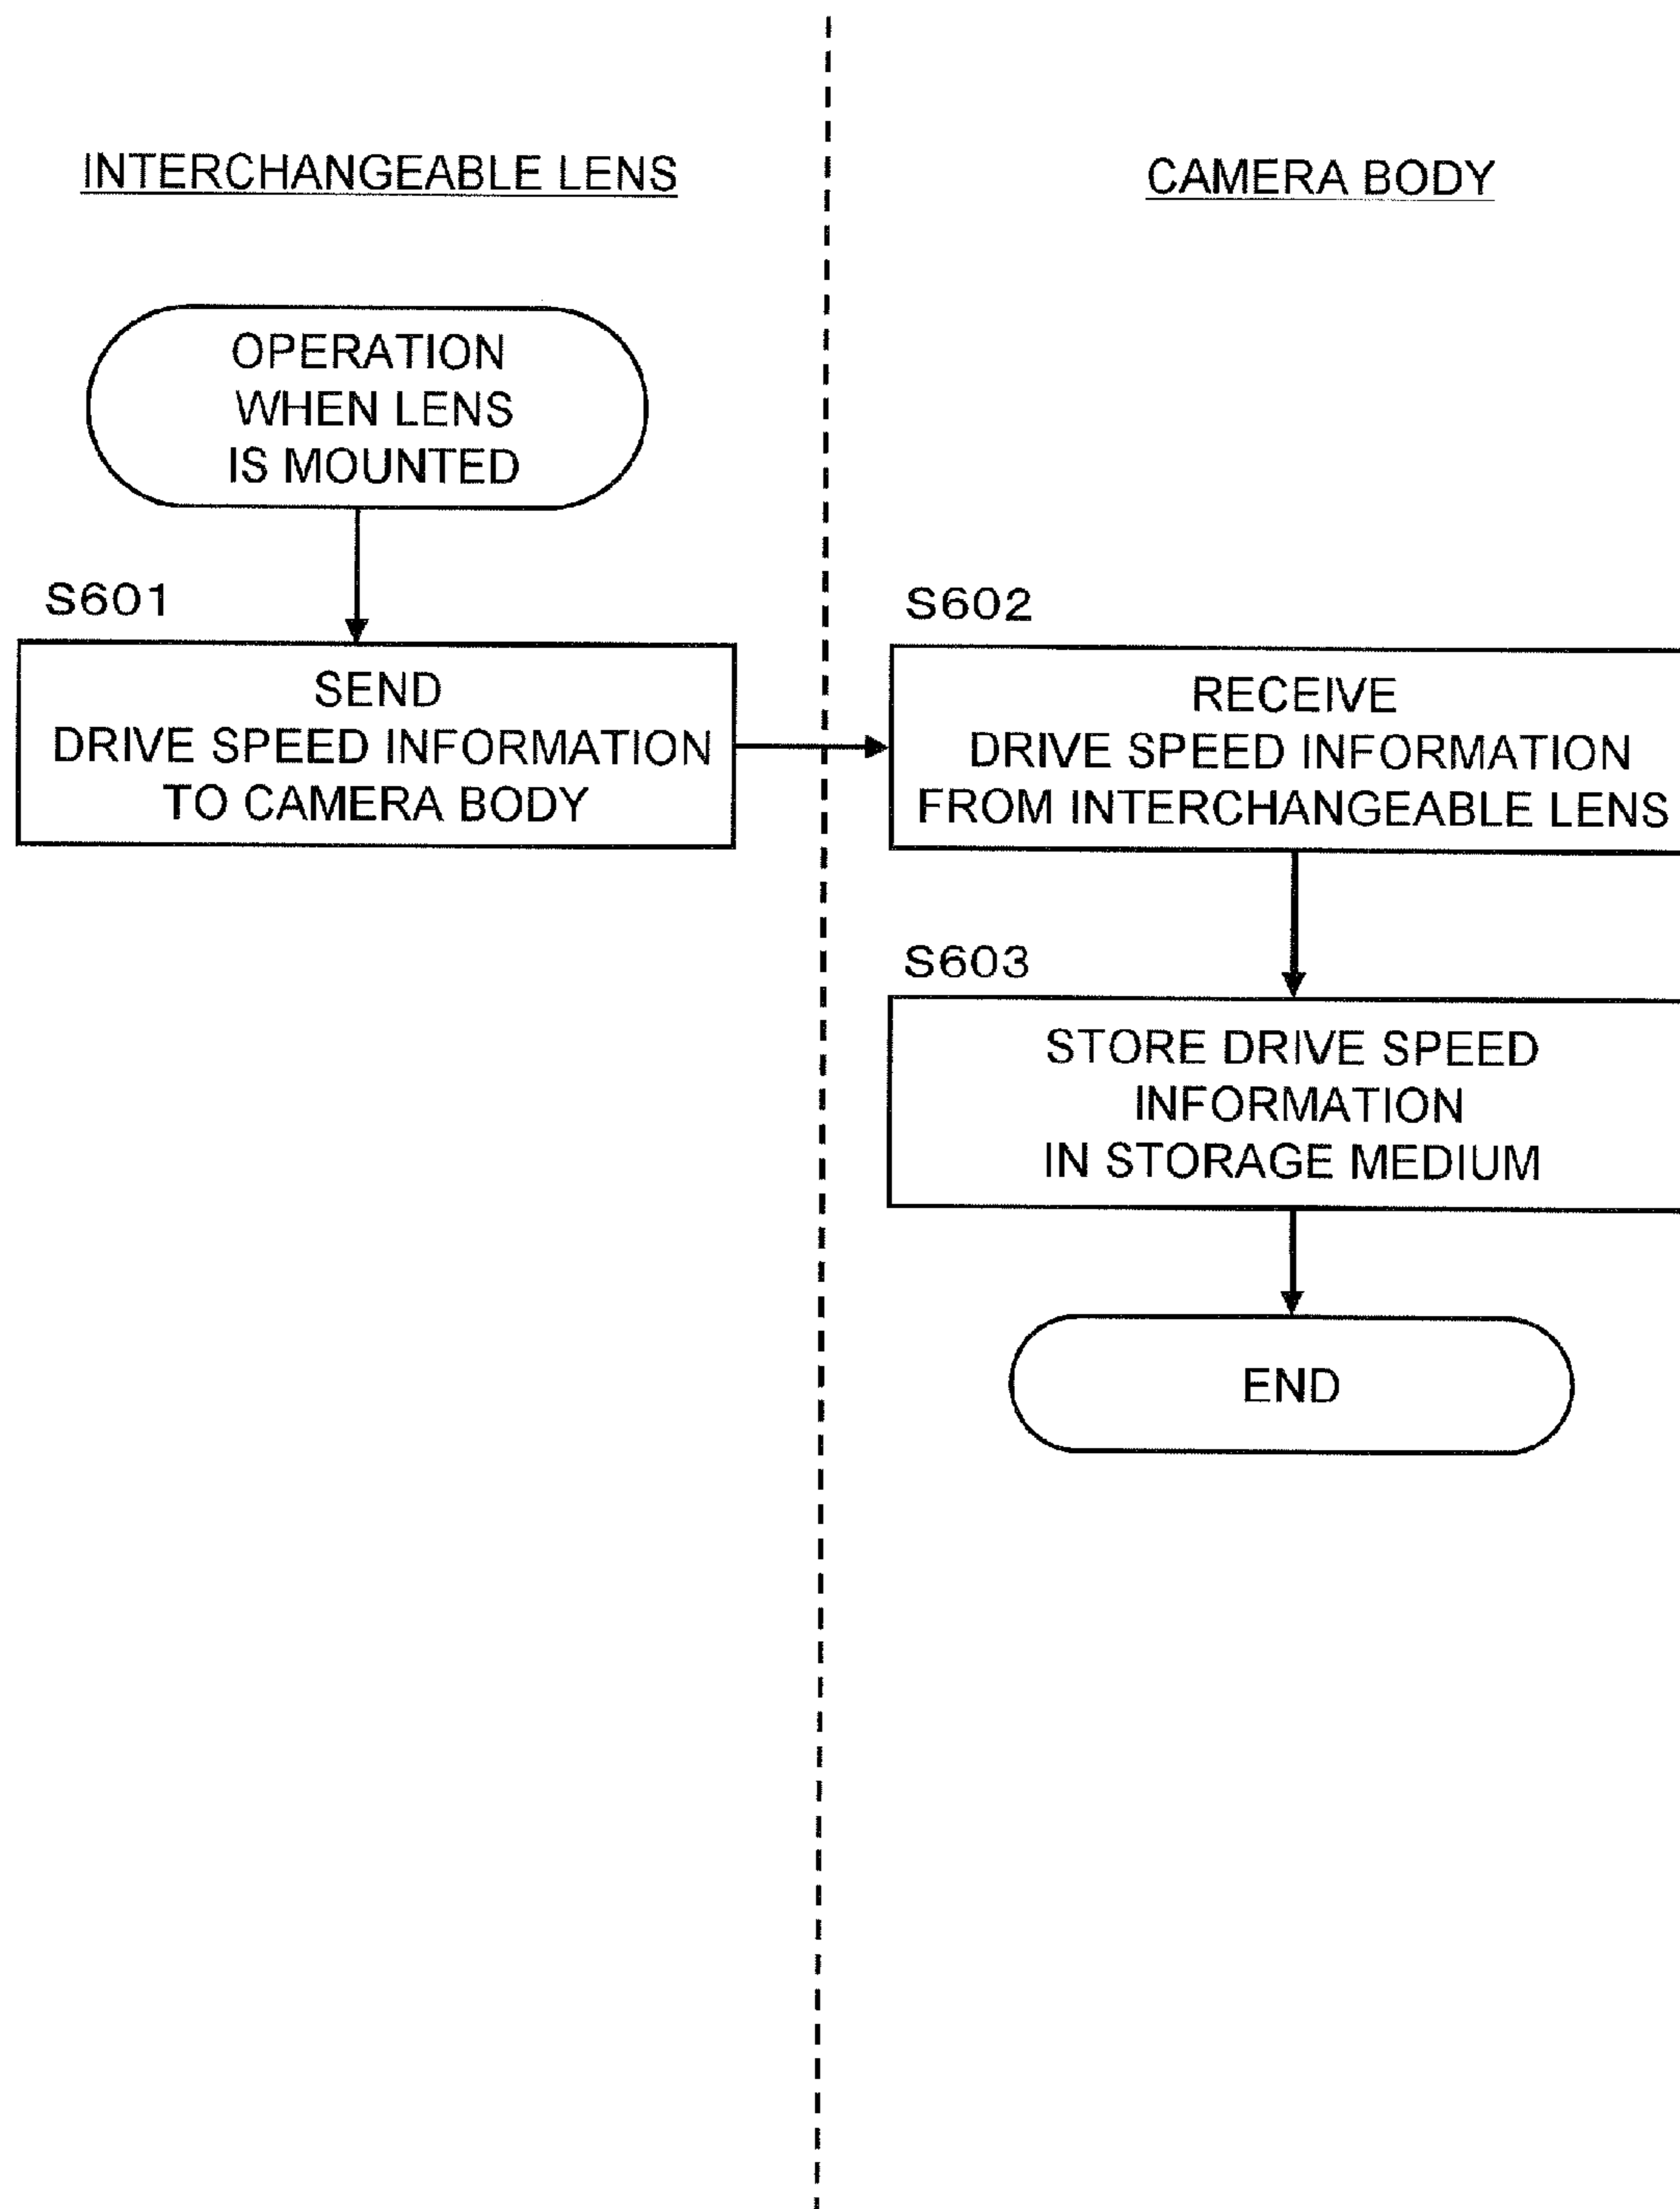 INTERCHANGEABLE LENS
CAMERA BODY
OPERATION
WHEN LENS
IS MOUNTED
S601
SEND
DRIVE SPEED INFORMATION
TO CAMERA BODY
S602
RECEIVE
DRIVE SPEED INFORMATION
FROM INTERCHANGEABLE LENS
S603
STORE DRIVE SPEED
INFORMATION
IN STORAGE MEDIUM
END